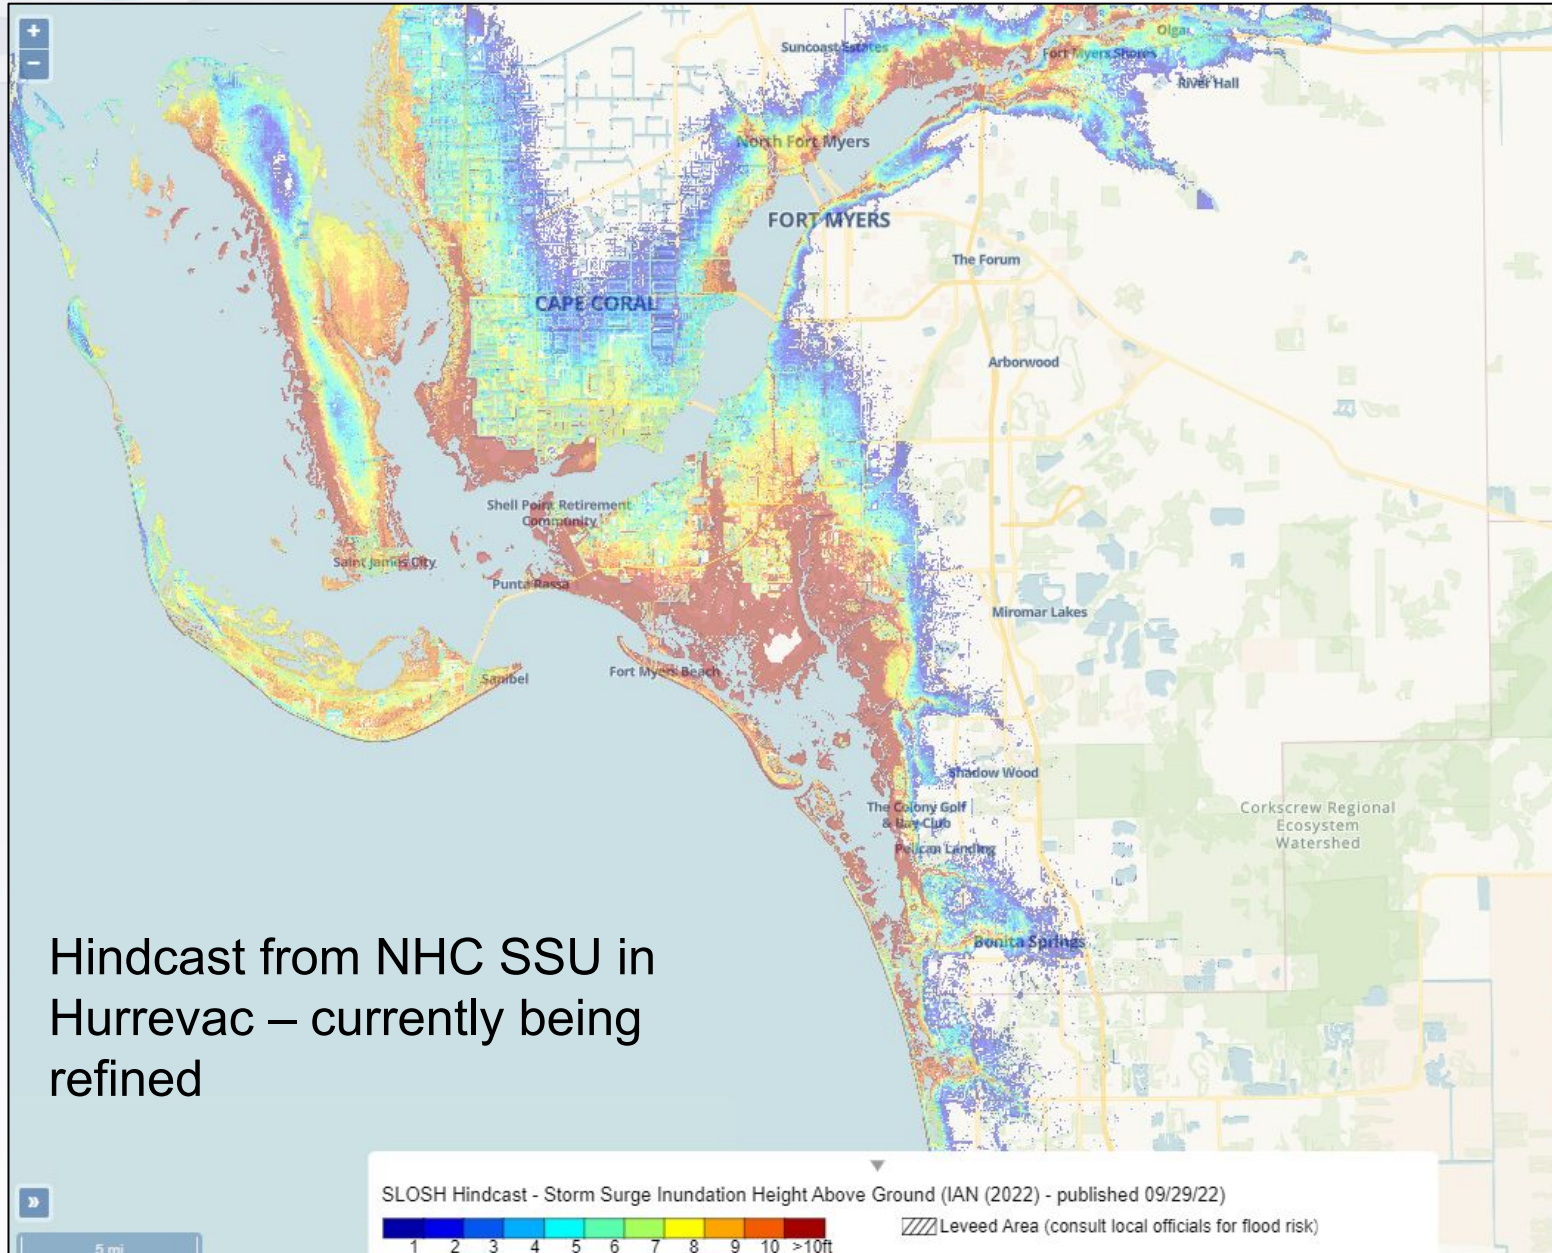 +
−
Suncoast Estates
Olga
Fort Myers Shores
River Hall
North Fort Myers
FORT MYERS
The Forum
CAPE CORAL
Arborwood
Shell Point Retirement
Community
Saint James City
Punta Rassa
Miromar Lakes
Fort Myers Beach
Sanibel
Shadow Wood
The Colony Golf
& Bay Club
Pelican Landing
Corkscrew Regional
Ecosystem
Watershed
Bonita Springs
Hindcast from NHC SSU in
Hurrevac – currently being
refined
»
5 mi
SLOSH Hindcast - Storm Surge Inundation Height Above Ground (IAN (2022) - published 09/29/22)
1 2 3 4 5 6 7 8 9 10 >10ft
Leveed Area (consult local officials for flood risk)